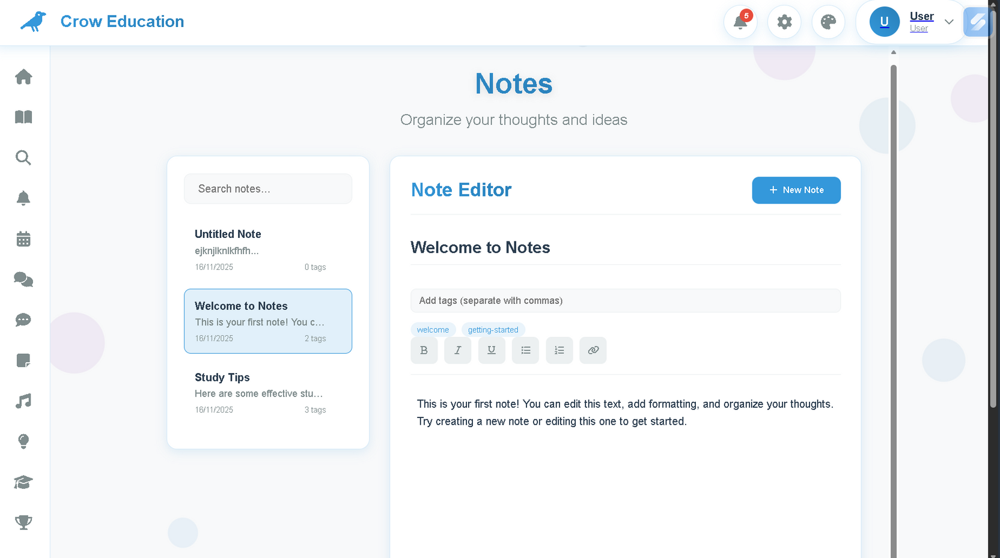 Crow Education
5
U
User
User
Notes
Organize your thoughts and ideas
Search notes...
Untitled Note
ejknjlknlkfhfh...
16/11/2025 0 tags
Welcome to Notes
This is your first note! You c...
16/11/2025 2 tags
Study Tips
Here are some effective stu...
16/11/2025 3 tags
Note Editor
+ New Note
Welcome to Notes
Add tags (separate with commas)
welcome getting-started
B I U
This is your first note! You can edit this text, add formatting, and organize your thoughts.
Try creating a new note or editing this one to get started.